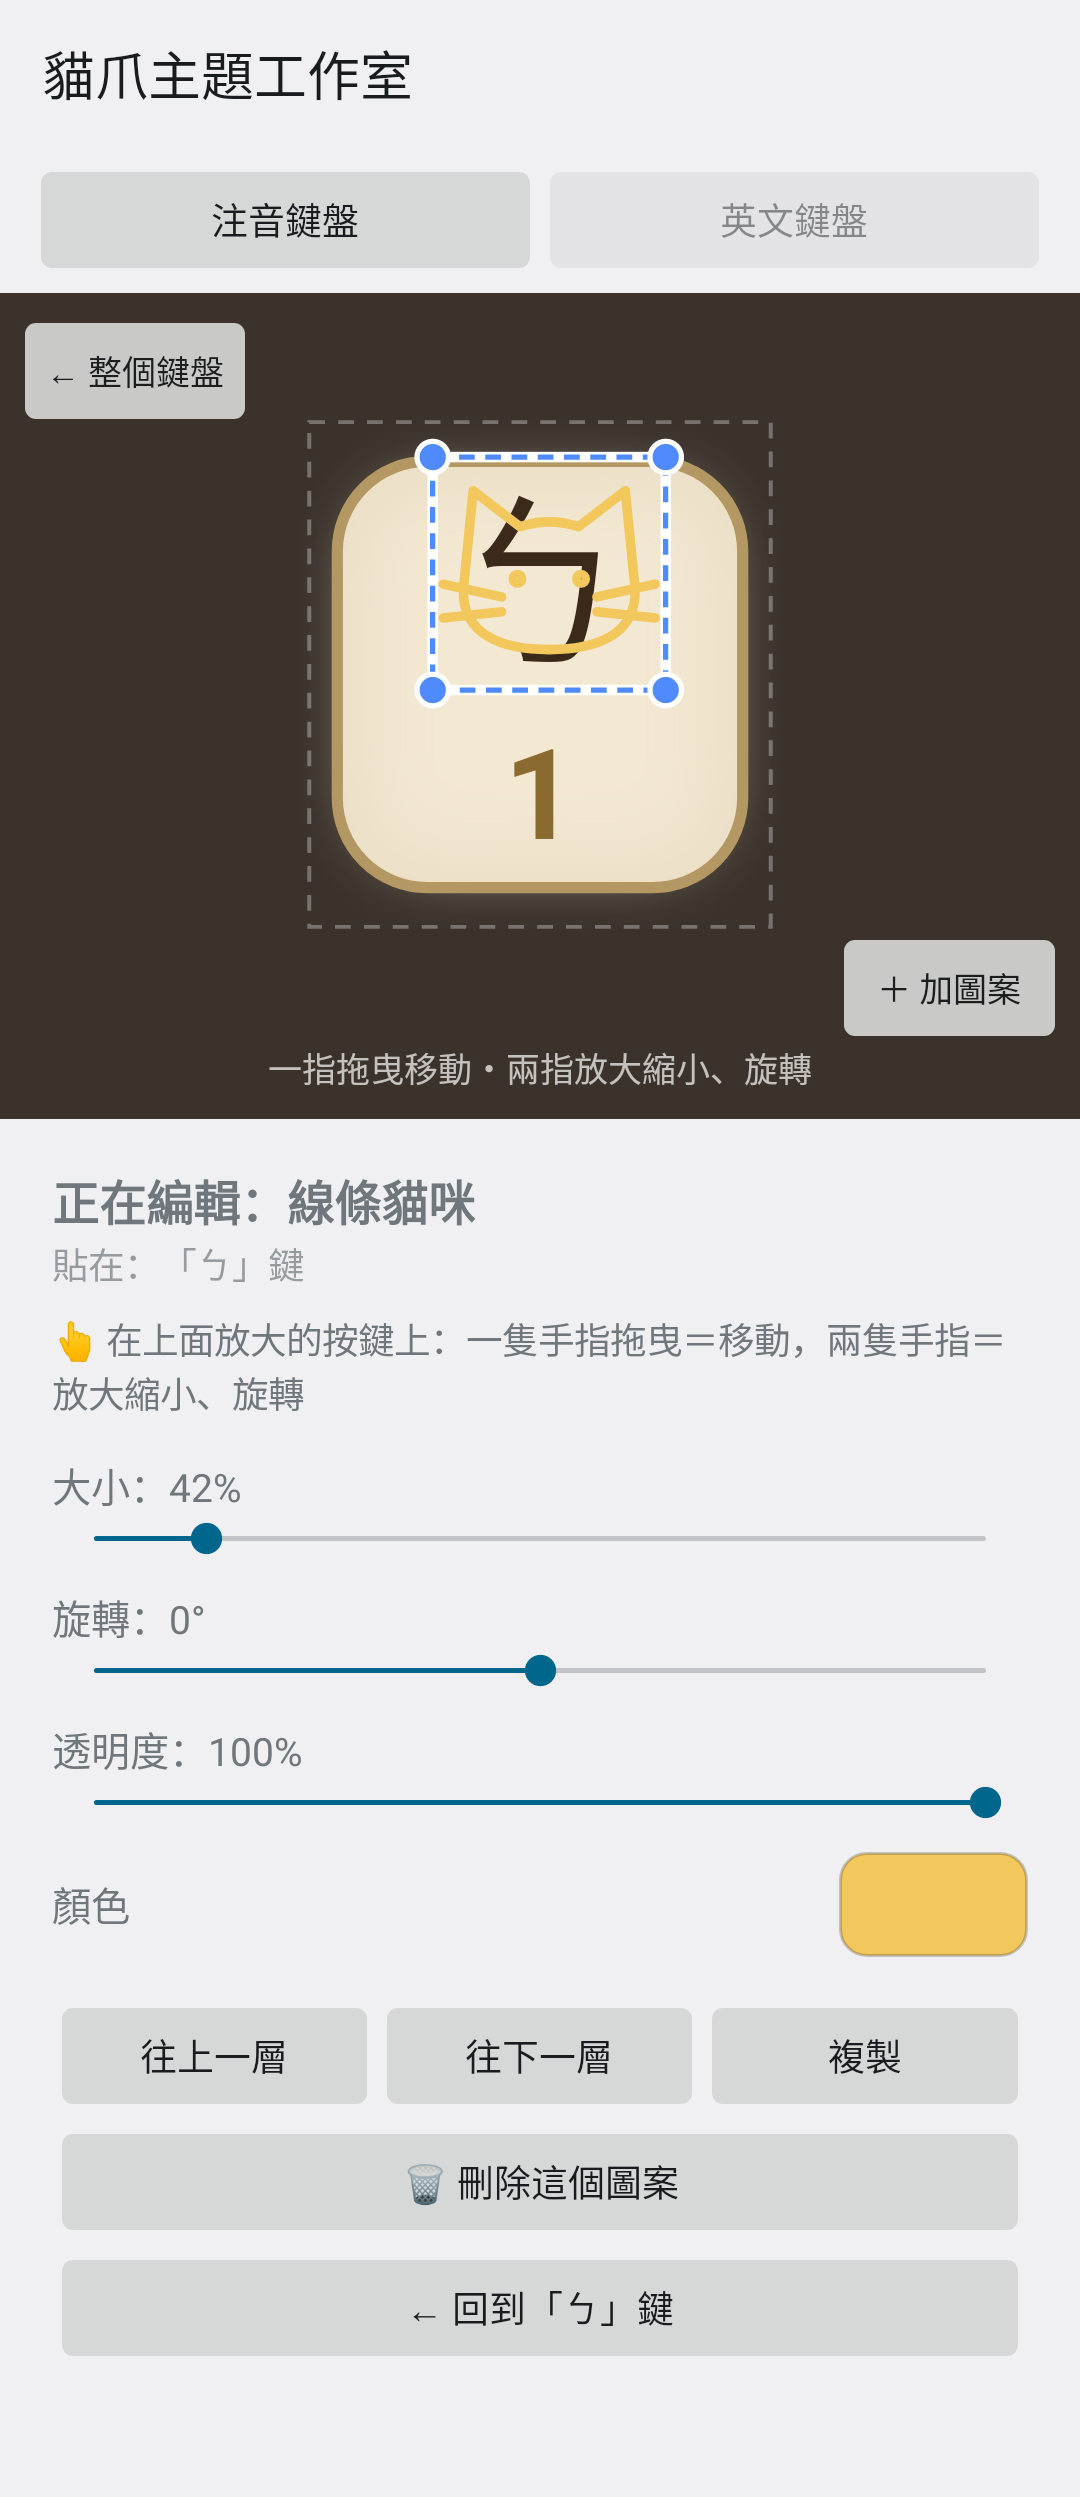 貓爪主題工作室
注音鍵盤
英文鍵盤
← 整個鍵盤
ㄅ
1
＋ 加圖案
一指拖曳移動・兩指放大縮小、旋轉
正在編輯：線條貓咪
貼在：「ㄅ」鍵
👆 在上面放大的按鍵上：一隻手指拖曳＝移動，兩隻手指＝
放大縮小、旋轉
大小：42%
旋轉：0°
透明度：100%
顏色
往上一層
往下一層
複製
🗑️ 刪除這個圖案
← 回到「ㄅ」鍵